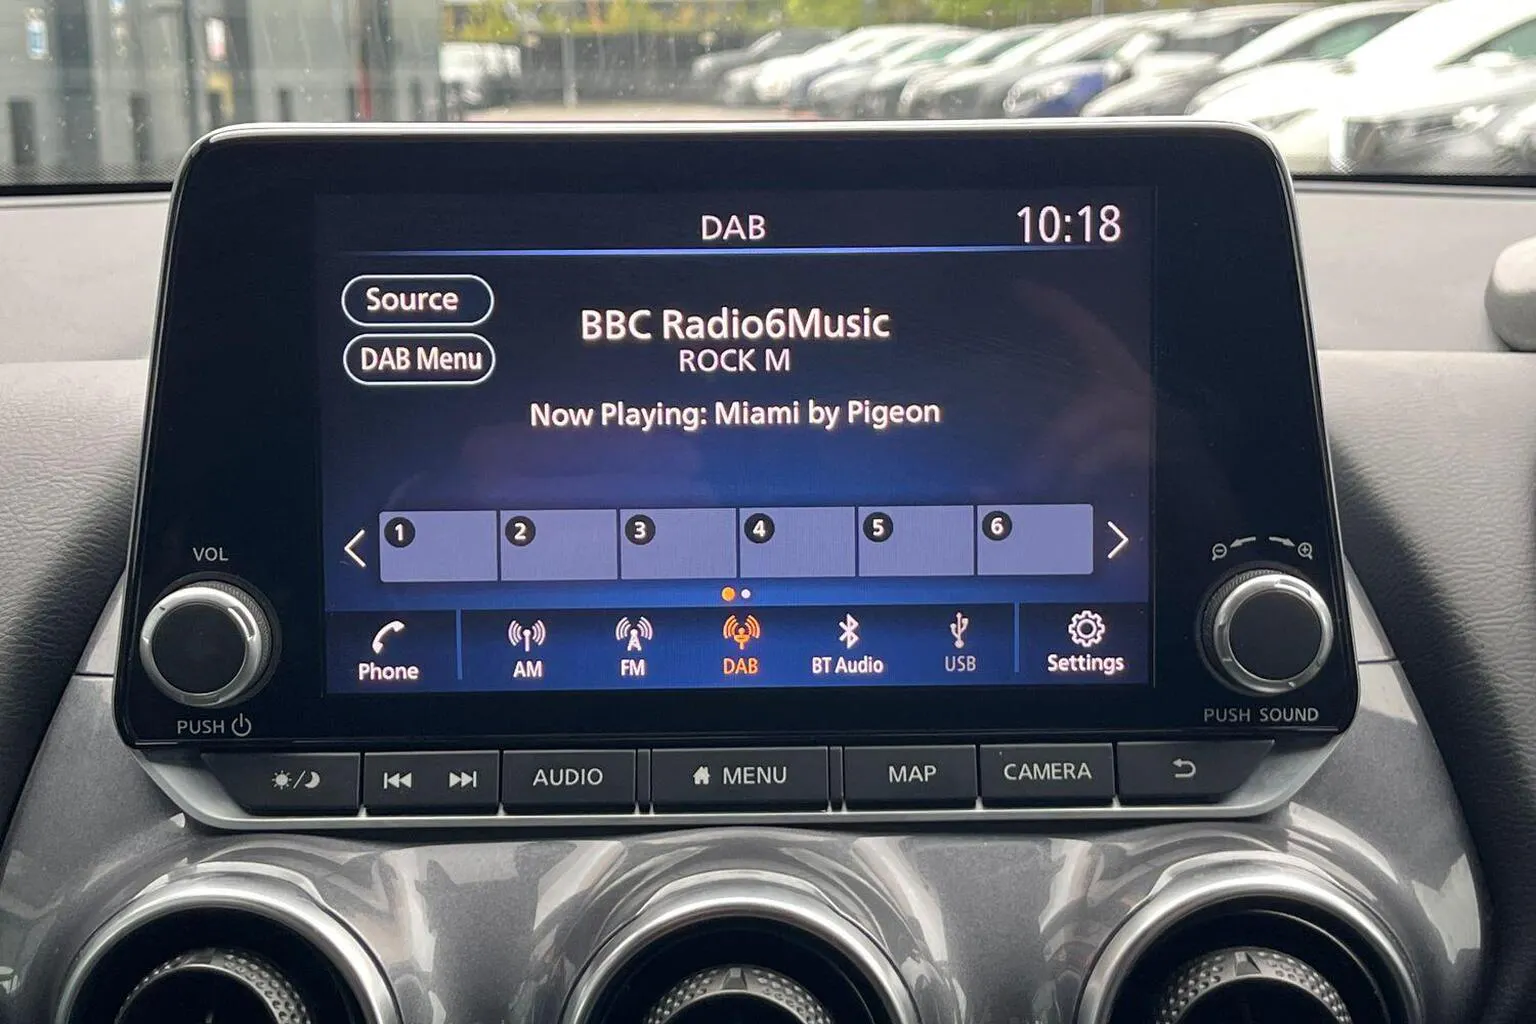 DAB
10:18
Source
DAB Menu
BBC Radio6Music
ROCK M
Now Playing: Miami by Pigeon
1 2 3 4 5 6
VOL
PUSH
Phone
AM
FM
DAB
BT Audio
USB
Settings
PUSH SOUND
AUDIO
MENU
MAP
CAMERA